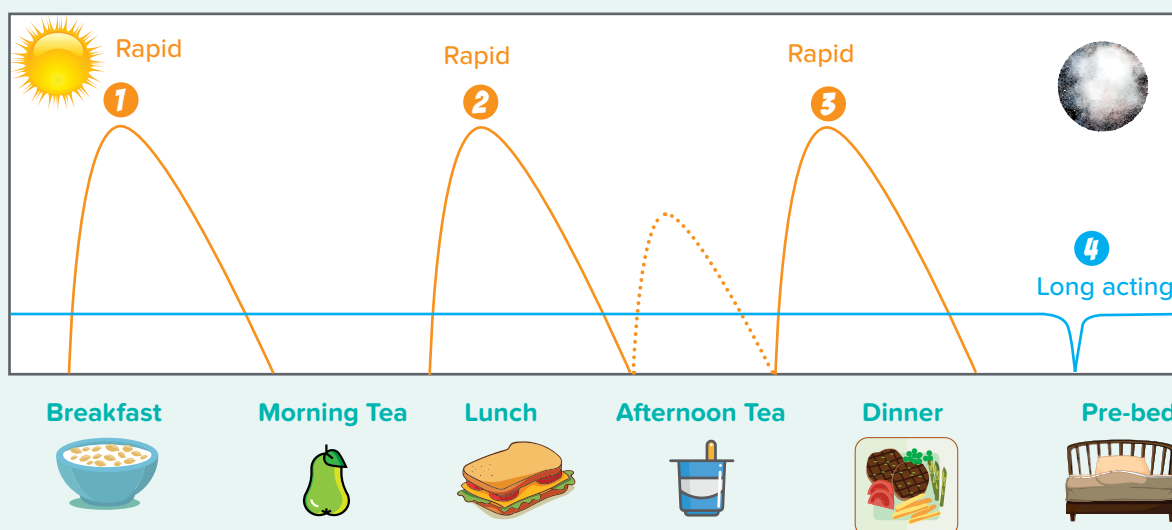 Rapid
Rapid
Rapid
1
2
3
4
Long acting
Breakfast
Morning Tea
Lunch
Afternoon Tea
Dinner
Pre-bed